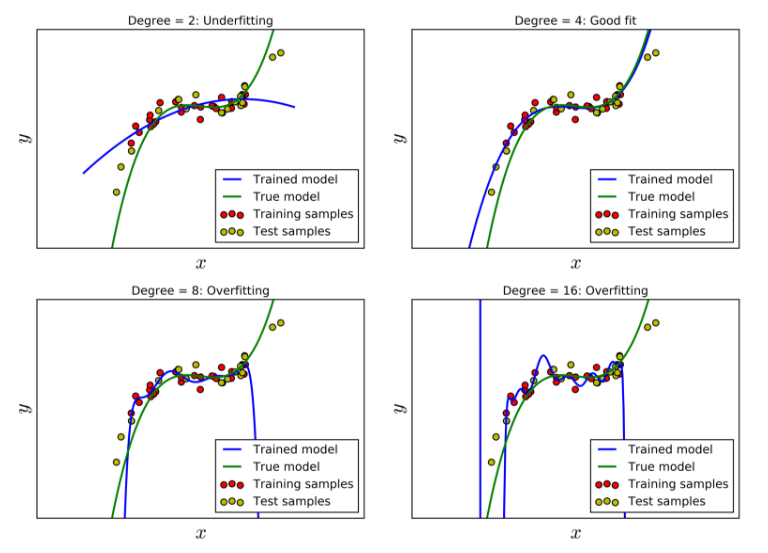 Degree = 2: Underfitting
y
Trained model
True model
Training samples
Test samples
x
Degree = 4: Good fit
y
Trained model
True model
Training samples
Test samples
x
Degree = 8: Overfitting
y
Trained model
True model
Training samples
Test samples
x
Degree = 16: Overfitting
y
Trained model
True model
Training samples
Test samples
x